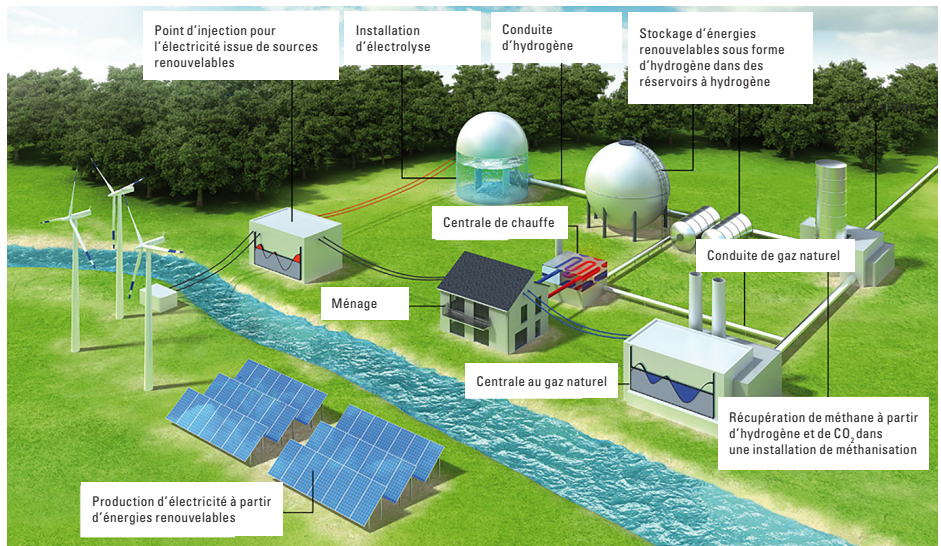 Point d'injection pour
l'électricité issue de sources
renouvelables
Installation
d'électrolyse
Conduite
d'hydrogène
Stockage d'énergies
renouvelables sous forme
d'hydrogène dans des
réservoirs à hydrogène
Centrale de chauffe
Conduite de gaz naturel
Ménage
Centrale au gaz naturel
Récupération de méthane à partir
d'hydrogène et de CO₂ dans
une installation de méthanisation
Production d'électricité à partir
d'énergies renouvelables